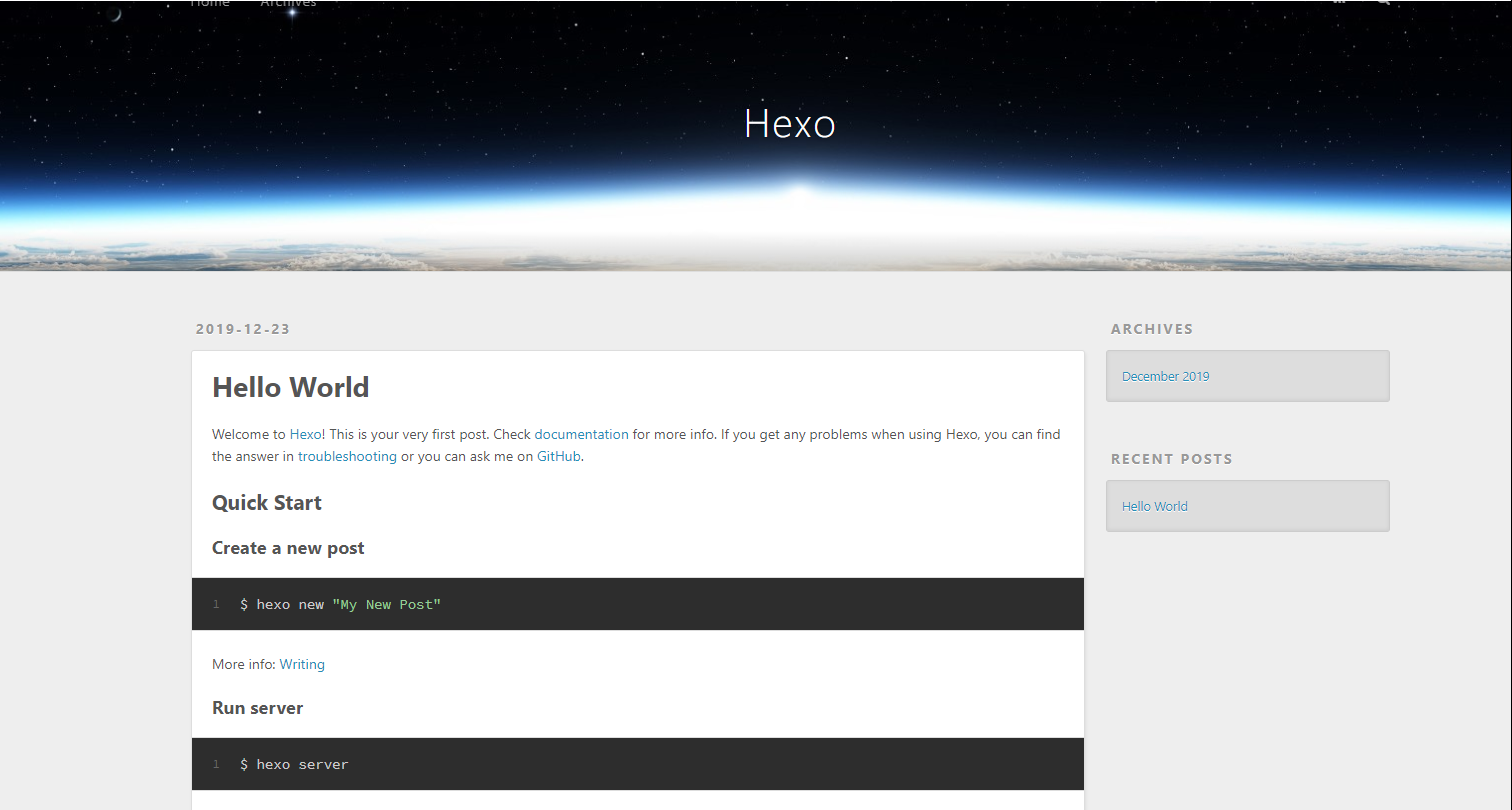 Home Archives
Hexo
2019-12-23
Hello World
Welcome to Hexo! This is your very first post. Check documentation for more info. If you get any problems when using Hexo, you can find
the answer in troubleshooting or you can ask me on GitHub.
Quick Start
Create a new post
1 $ hexo new "My New Post"
More info: Writing
Run server
1 $ hexo server
ARCHIVES
December 2019
RECENT POSTS
Hello World